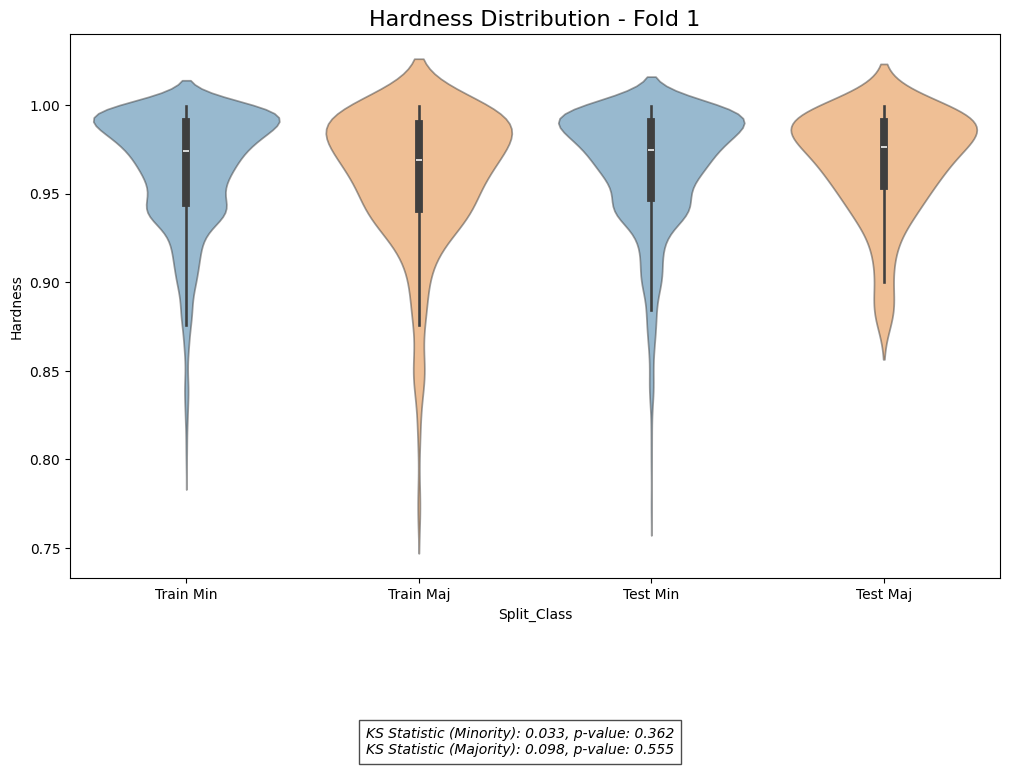 Hardness Distribution - Fold 1
Hardness
1.00
0.95
0.90
0.85
0.80
0.75
Train Min
Train Maj
Test Min
Test Maj
Split_Class
KS Statistic (Minority): 0.033, p-value: 0.362
KS Statistic (Majority): 0.098, p-value: 0.555